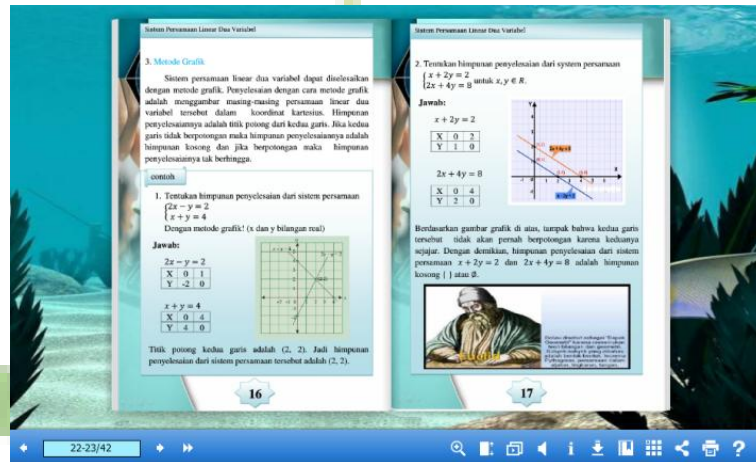 Sistem Persamaan Linear Dua Variabel
3. Metode Grafik
Sistem persamaan linear dua variabel dapat diselesaikan
dengan metode grafik. Penyelesaian dengan cara metode grafik
adalah menggambar masing-masing persamaan linear dua
variabel tersebut dalam koordinat kartesius. Himpunan
penyelesaiannya adalah titik potong dari kedua garis. Jika kedua
garis tidak berpotongan maka himpunan penyelesaiannya adalah
himpunan kosong dan jika berpotongan maka himpunan
penyelesaiannya tak berhingga.
contoh
1. Tentukan himpunan penyelesaian dari sistem persamaan
2x − y = 2
x + y = 4
Dengan metode grafik! (x dan y bilangan real)
Jawab:
2x − y = 2
X 0 1
Y -2 0
x + y = 4
X 0 4
Y 4 0
Titik potong kedua garis adalah (2, 2). Jadi himpunan
penyelesaian dari sistem persamaan tersebut adalah (2, 2).
16
Sistem Persamaan Linear Dua Variabel
2. Tentukan himpunan penyelesaian dari system persamaan
x + 2y = 2
2x + 4y = 8 untuk x, y ∈ R.
Jawab:
x + 2y = 2
X 0 2
Y 1 0
2x + 4y = 8
X 0 4
Y 2 0
Y
X
2x+4y=8
x+2y=2
Berdasarkan gambar grafik di atas, tampak bahwa kedua garis
tersebut tidak akan pernah berpotongan karena keduanya
sejajar. Dengan demikian, himpunan penyelesaian dari sistem
persamaan x + 2y = 2 dan 2x + 4y = 8 adalah himpunan
kosong { } atau ∅.
Euclid
17
22-23/42